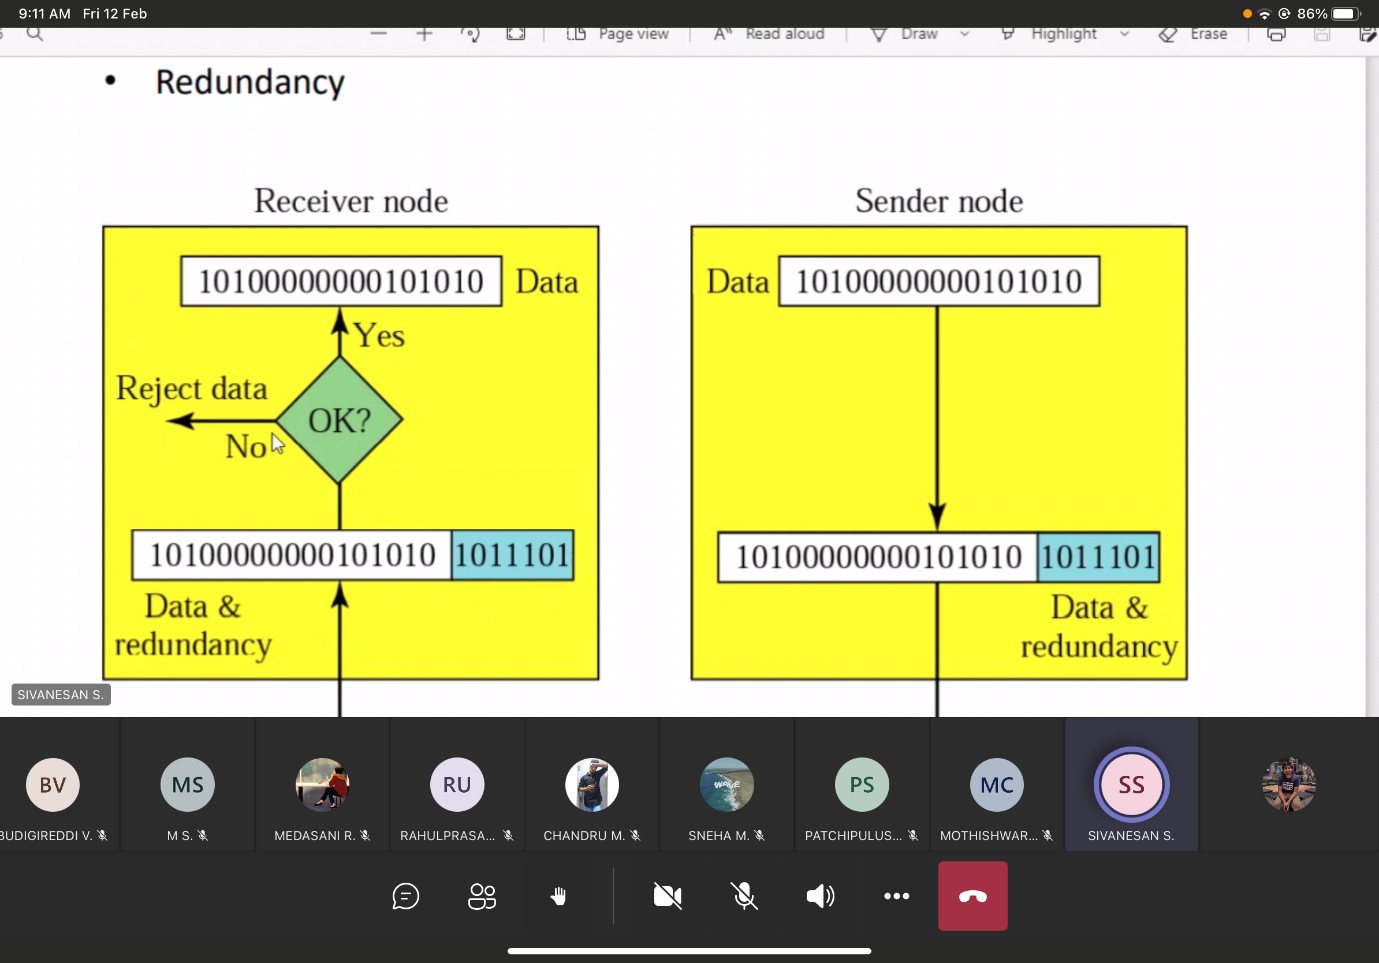 9:11 AM Fri 12 Feb
86%
Page view
Read aloud
Draw
Highlight
Erase
• Redundancy
Receiver node
Sender node
10100000000101010 Data
Data 10100000000101010
Yes
Reject data
OK?
No
10100000000101010 1011101
10100000000101010 1011101
Data &
redundancy
Data &
redundancy
SIVANESAN S.
BV
MS
RU
WAVE
PS
MC
SS
BUDIGIREDDI V.
M S.
MEDASANI R.
RAHULPRASA...
CHANDRU M.
SNEHA M.
PATCHIPULUS...
MOTHISHWAR...
SIVANESAN S.